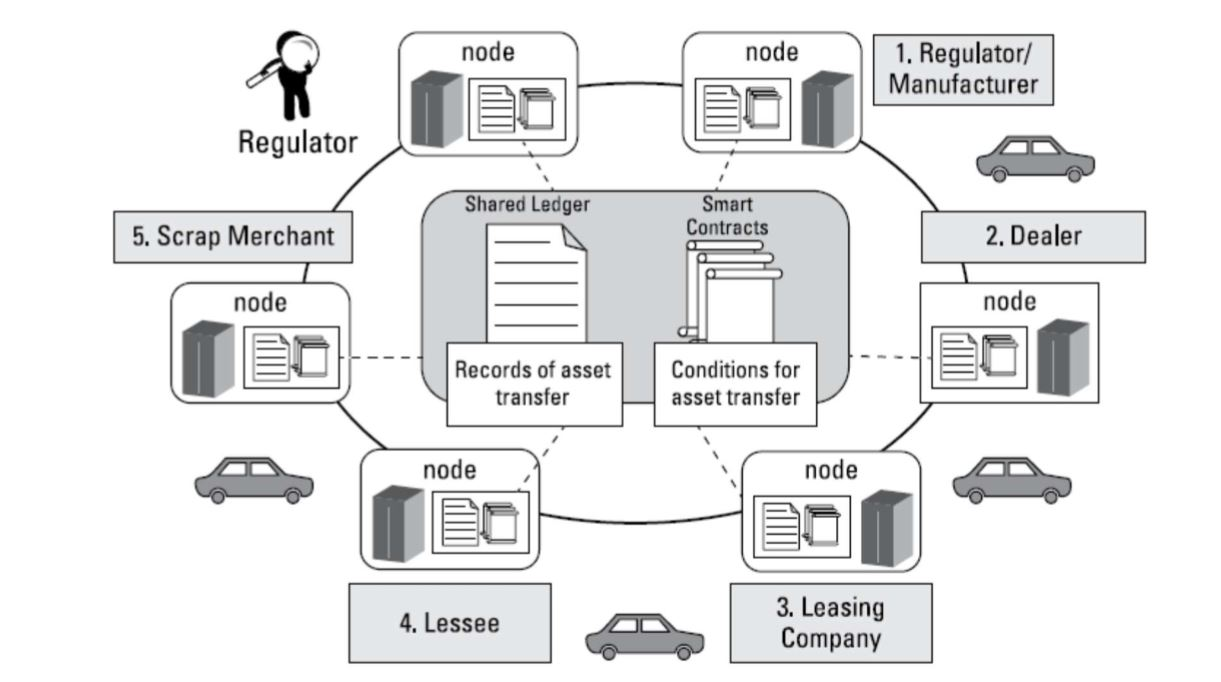 node
node
1. Regulator/
Manufacturer
Regulator
Shared Ledger
Smart
Contracts
5. Scrap Merchant
2. Dealer
node
node
Records of asset
transfer
Conditions for
asset transfer
node
node
4. Lessee
3. Leasing
Company